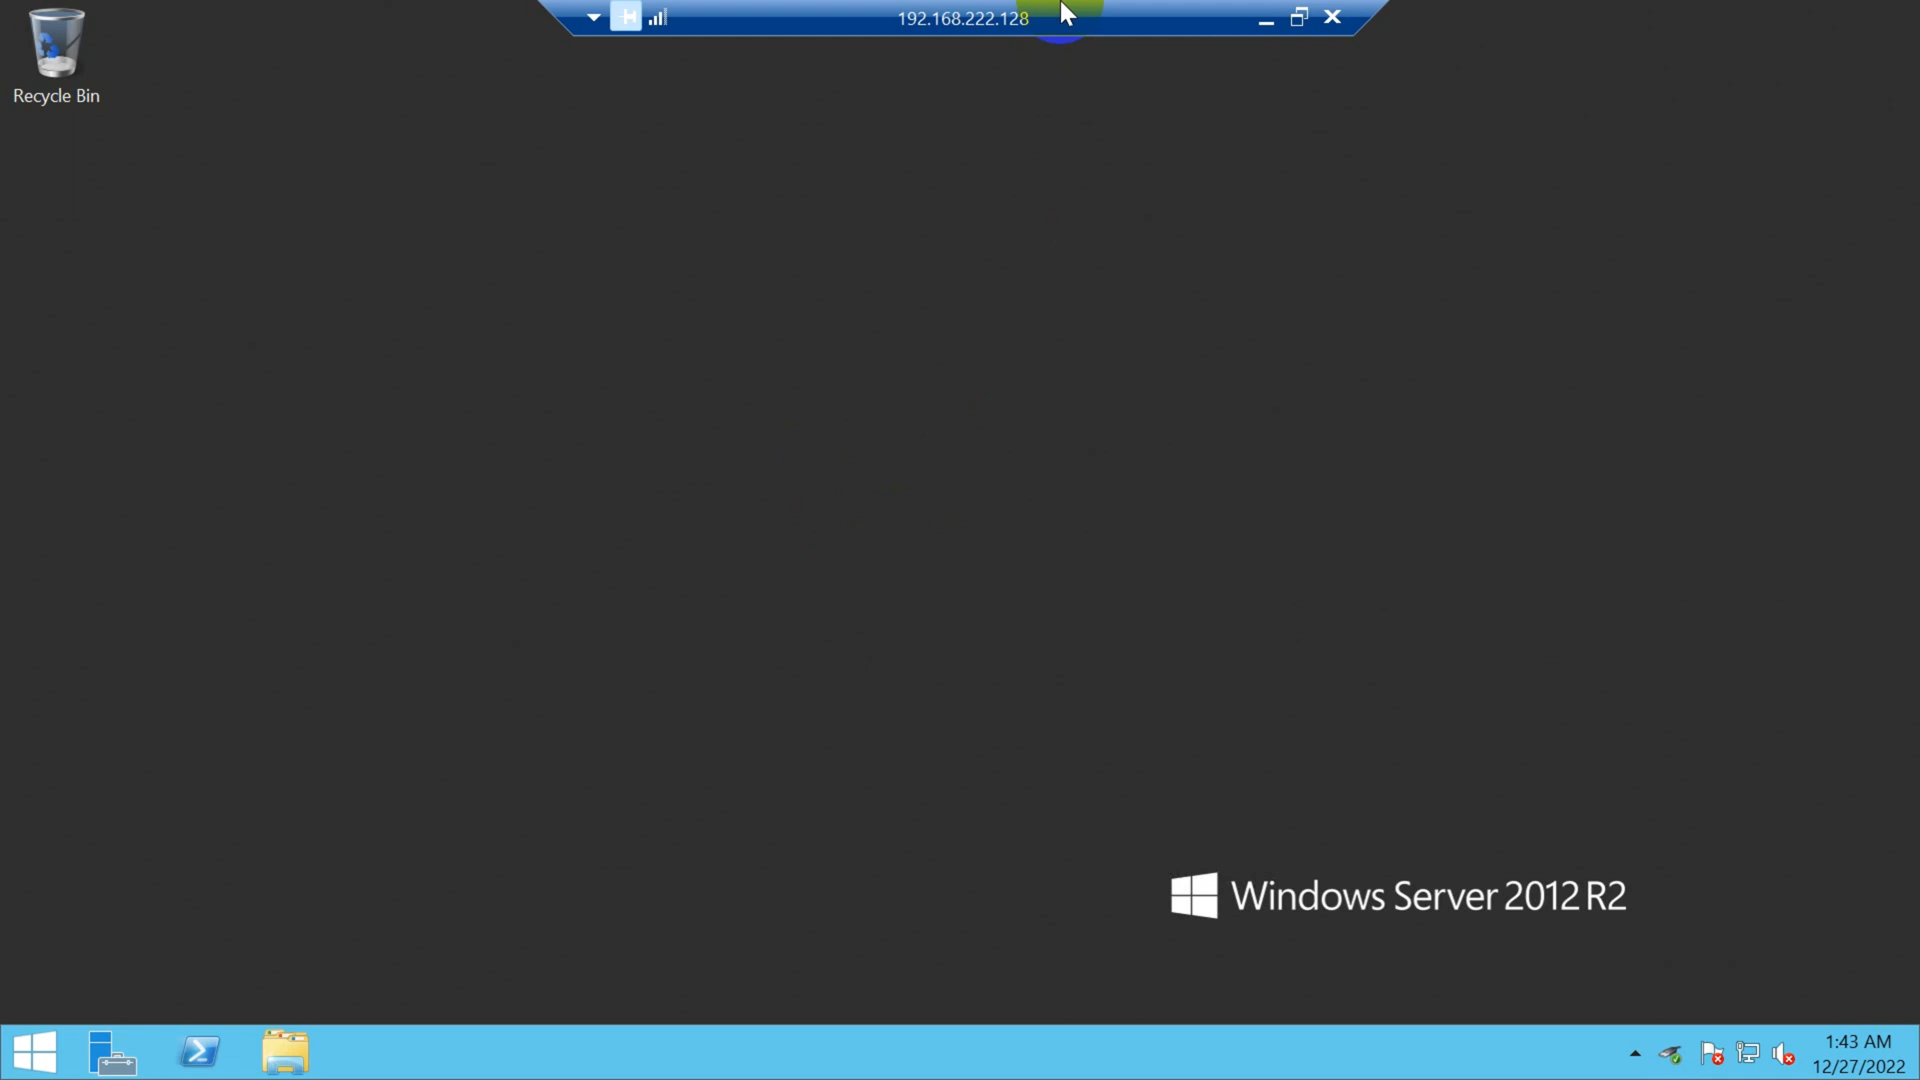 192.168.222.128
Recycle Bin
Windows Server 2012 R2
1:43 AM
12/27/2022